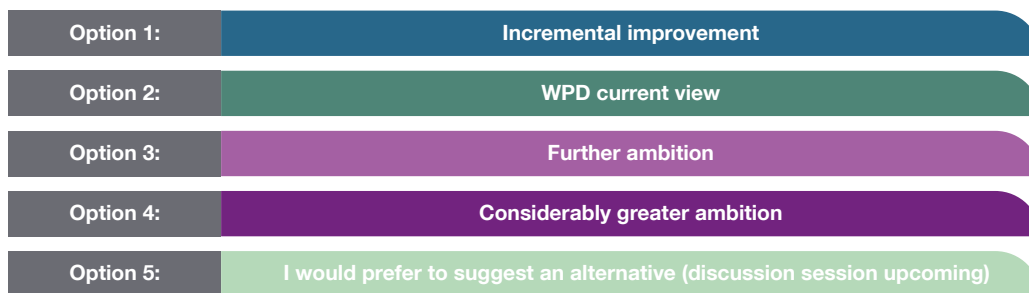 Option 1: Incremental improvement
Option 2: WPD current view
Option 3: Further ambition
Option 4: Considerably greater ambition
Option 5: I would prefer to suggest an alternative (discussion session upcoming)